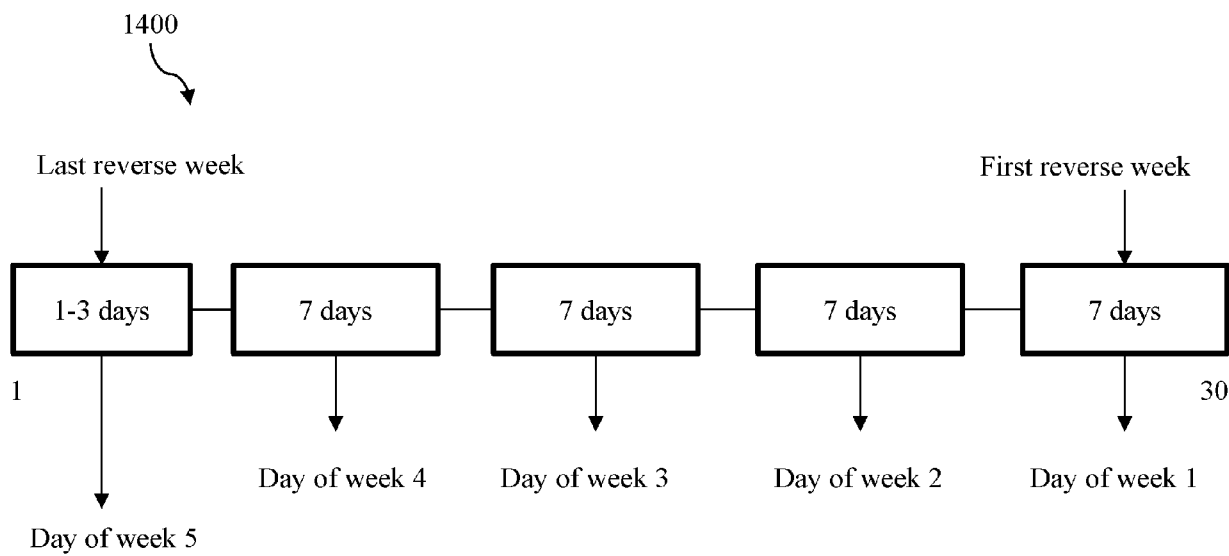 1400
Last reverse week
First reverse week
1-3 days
7 days
7 days
7 days
7 days
1
30
Day of week 4
Day of week 3
Day of week 2
Day of week 1
Day of week 5